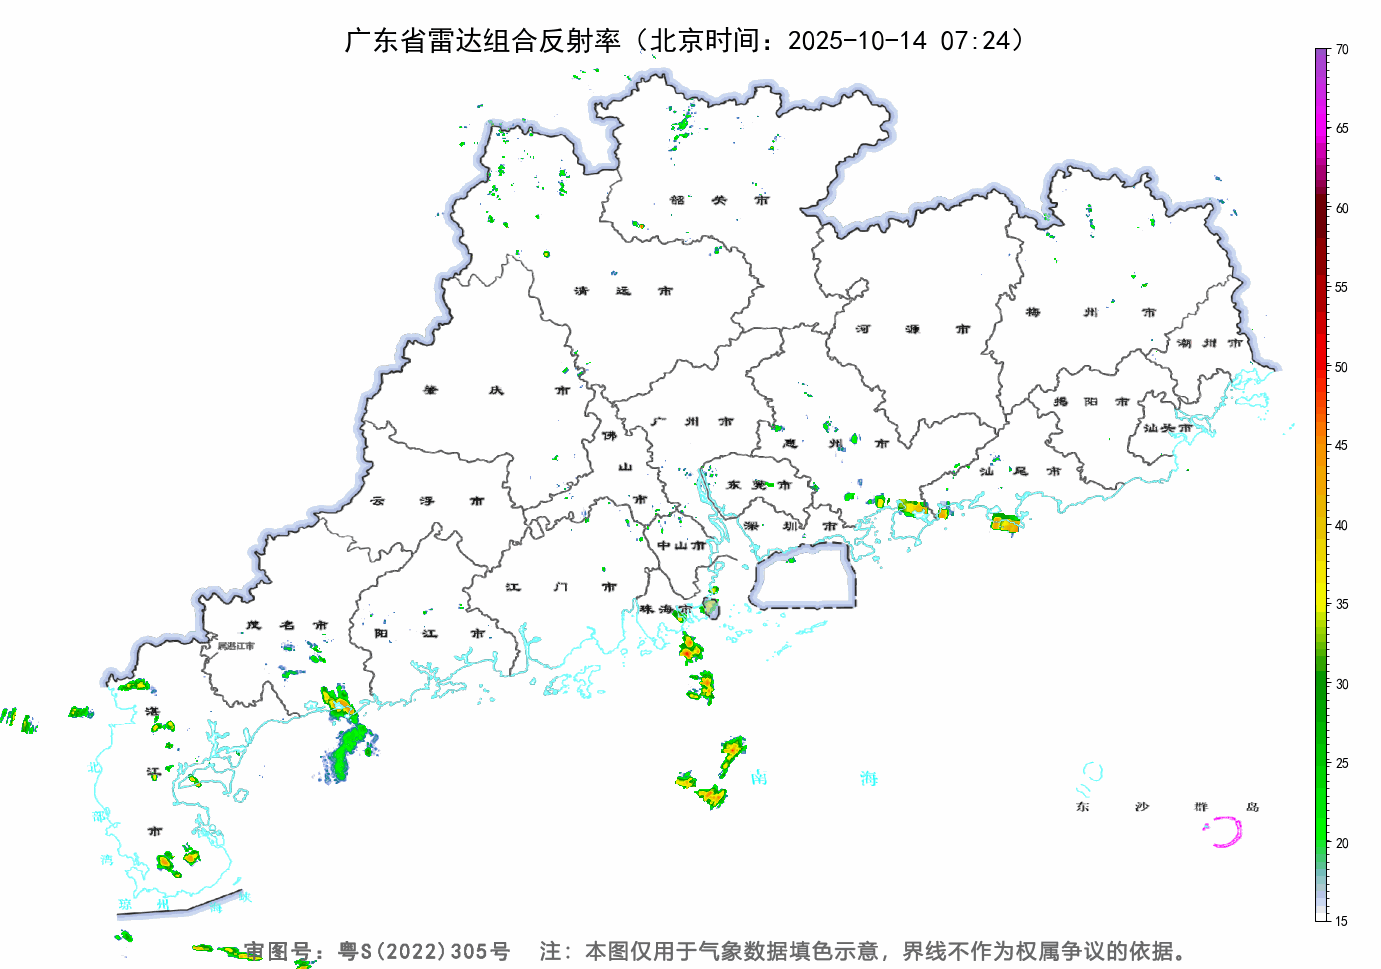 广东省雷达组合反射率（北京时间：2025-10-14 07:24）
70
65
60
55
50
45
40
35
30
25
20
15
韶关市
清远市
河源市
梅州市
潮州市
肇庆市
广州市
揭阳市
汕头市
佛山市
惠州市
汕尾市
云浮市
东莞市
深圳市
中山市
江门市
珠海市
茂名市
阳江市
属湛江市
湛江市
北部湾
南海
东沙群岛
琼州海峡
审图号：粤S(2022)305号 注：本图仅用于气象数据填色示意，界线不作为权属争议的依据。